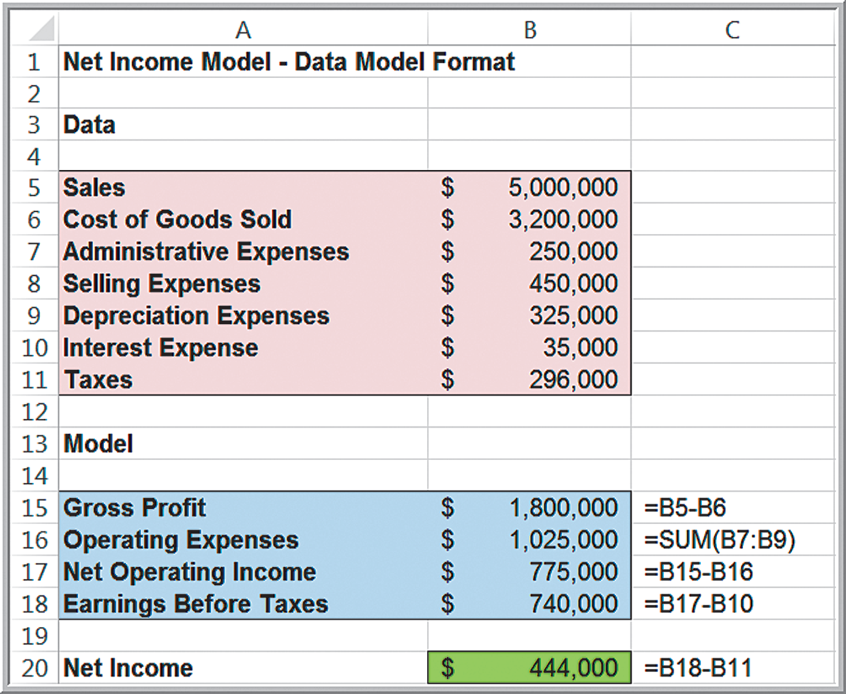 A B C
1 Net Income Model - Data Model Format
2
3 Data
4
5 Sales $ 5,000,000
6 Cost of Goods Sold $ 3,200,000
7 Administrative Expenses $ 250,000
8 Selling Expenses $ 450,000
9 Depreciation Expenses $ 325,000
10 Interest Expense $ 35,000
11 Taxes $ 296,000
12
13 Model
14
15 Gross Profit $ 1,800,000 =B5-B6
16 Operating Expenses $ 1,025,000 =SUM(B7:B9)
17 Net Operating Income $ 775,000 =B15-B16
18 Earnings Before Taxes $ 740,000 =B17-B10
19
20 Net Income $ 444,000 =B18-B11